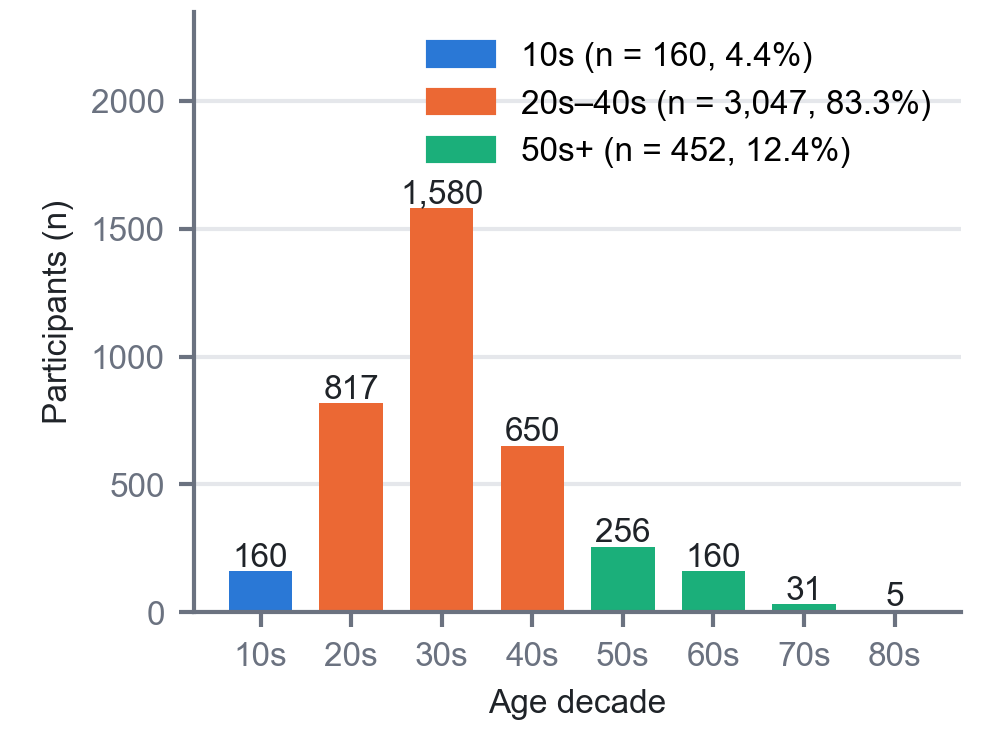 10s (n = 160, 4.4%)
20s–40s (n = 3,047, 83.3%)
50s+ (n = 452, 12.4%)
Participants (n)
2000
1500
1000
500
0
160
817
1,580
650
256
160
31
5
10s 20s 30s 40s 50s 60s 70s 80s
Age decade